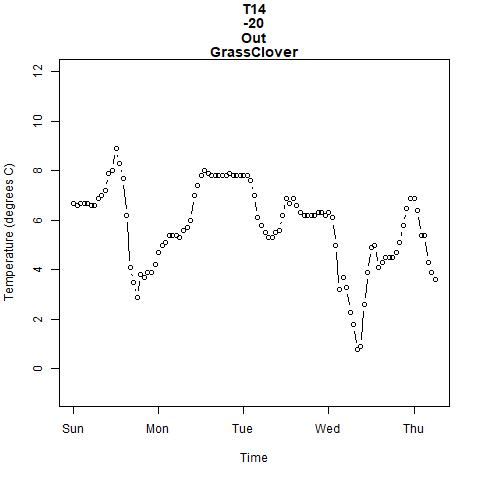 T14
-20
Out
GrassClover
Temperature (degrees C)
12
10
8
6
4
2
0
Sun Mon Tue Wed Thu
Time